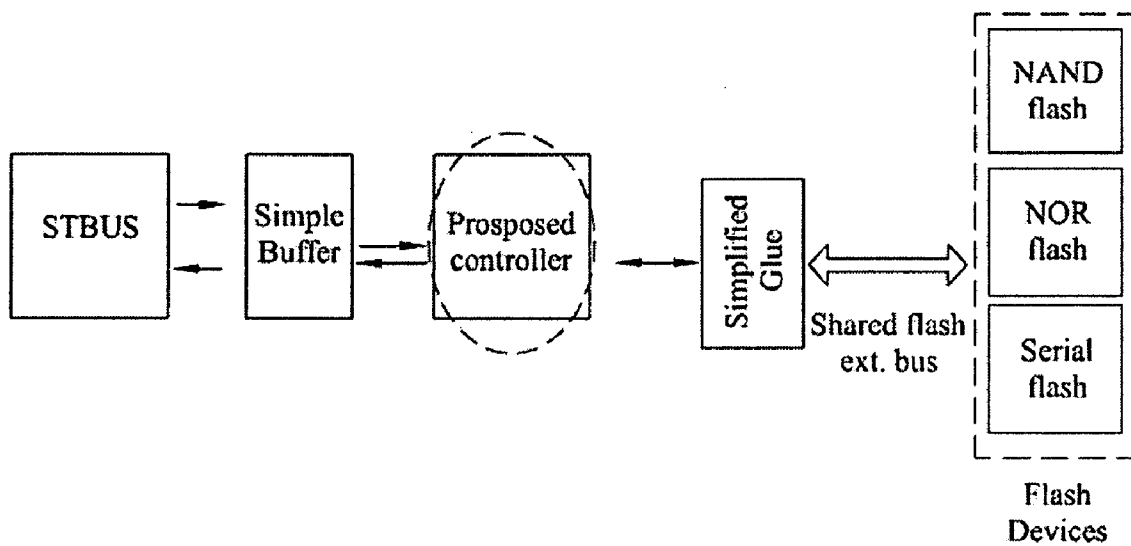 STBUS
Simple
Buffer
Prosposed
controller
Simplified
Glue
Shared flash
ext. bus
NAND
flash
NOR
flash
Serial
flash
Flash
Devices